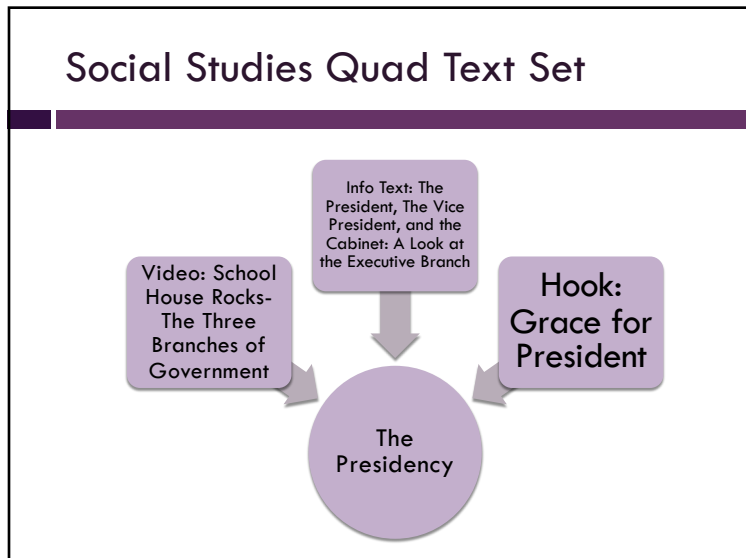 Social Studies Quad Text Set
Info Text: The
President, The Vice
President, and the
Cabinet: A Look at
the Executive Branch
Video: School
House Rocks-
The Three
Branches of
Government
Hook:
Grace for
President
The
Presidency